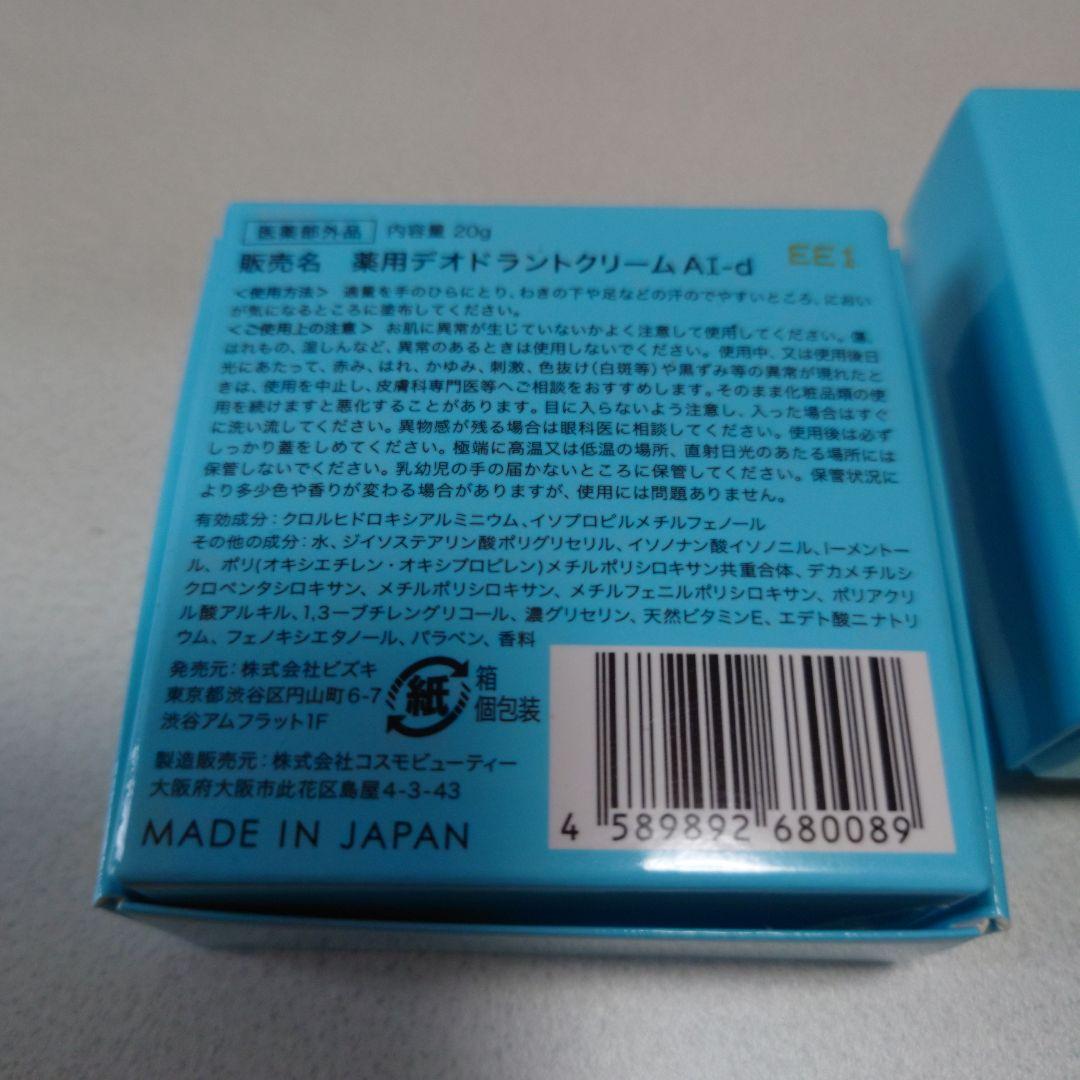 医薬部外品 内容量 20g
販売名 薬用デオドラントクリームAI-d EE1
＜使用方法＞ 適量を手のひらにとり、わきの下や足などの汗のでやすいところ、におい
が気になるところに塗布してください。
＜ご使用上の注意＞ お肌に異常が生じていないかよく注意して使用してください。傷、
はれもの、湿しんなど、異常のあるときは使用しないでください。使用中、又は使用後日
光にあたって、赤み、はれ、かゆみ、刺激、色抜け(白斑等)や黒ずみ等の異常が現れたと
きは、使用を中止し、皮膚科専門医等へご相談をおすすめします。そのまま化粧品類の使
用を続けますと悪化することがあります。目に入らないよう注意し、入った場合はすぐ
に洗い流してください。異物感が残る場合は眼科医に相談してください。使用後は必ず
しっかり蓋をしめてください。極端に高温又は低温の場所、直射日光のあたる場所には
保管しないでください。乳幼児の手の届かないところに保管してください。保管状況に
より多少色や香りが変わる場合がありますが、使用には問題ありません。
有効成分：クロルヒドロキシアルミニウム、イソプロピルメチルフェノール
その他の成分：水、ジイソステアリン酸ポリグリセリル、イソノナン酸イソノニル、l-メントー
ル、ポリ(オキシエチレン・オキシプロピレン)メチルポリシロキサン共重合体、デカメチルシ
クロペンタシロキサン、メチルポリシロキサン、メチルフェニルポリシロキサン、ポリアクリ
ル酸アルキル、1,3-ブチレングリコール、濃グリセリン、天然ビタミンE、エデト酸二ナトリ
ウム、フェノキシエタノール、パラベン、香料
発売元：株式会社ビズキ
東京都渋谷区円山町6-7
渋谷アムフラット1F
紙
箱
個包装
製造販売元：株式会社コスモビューティー
大阪府大阪市此花区島屋4-3-43
MADE IN JAPAN
4 589892 680089